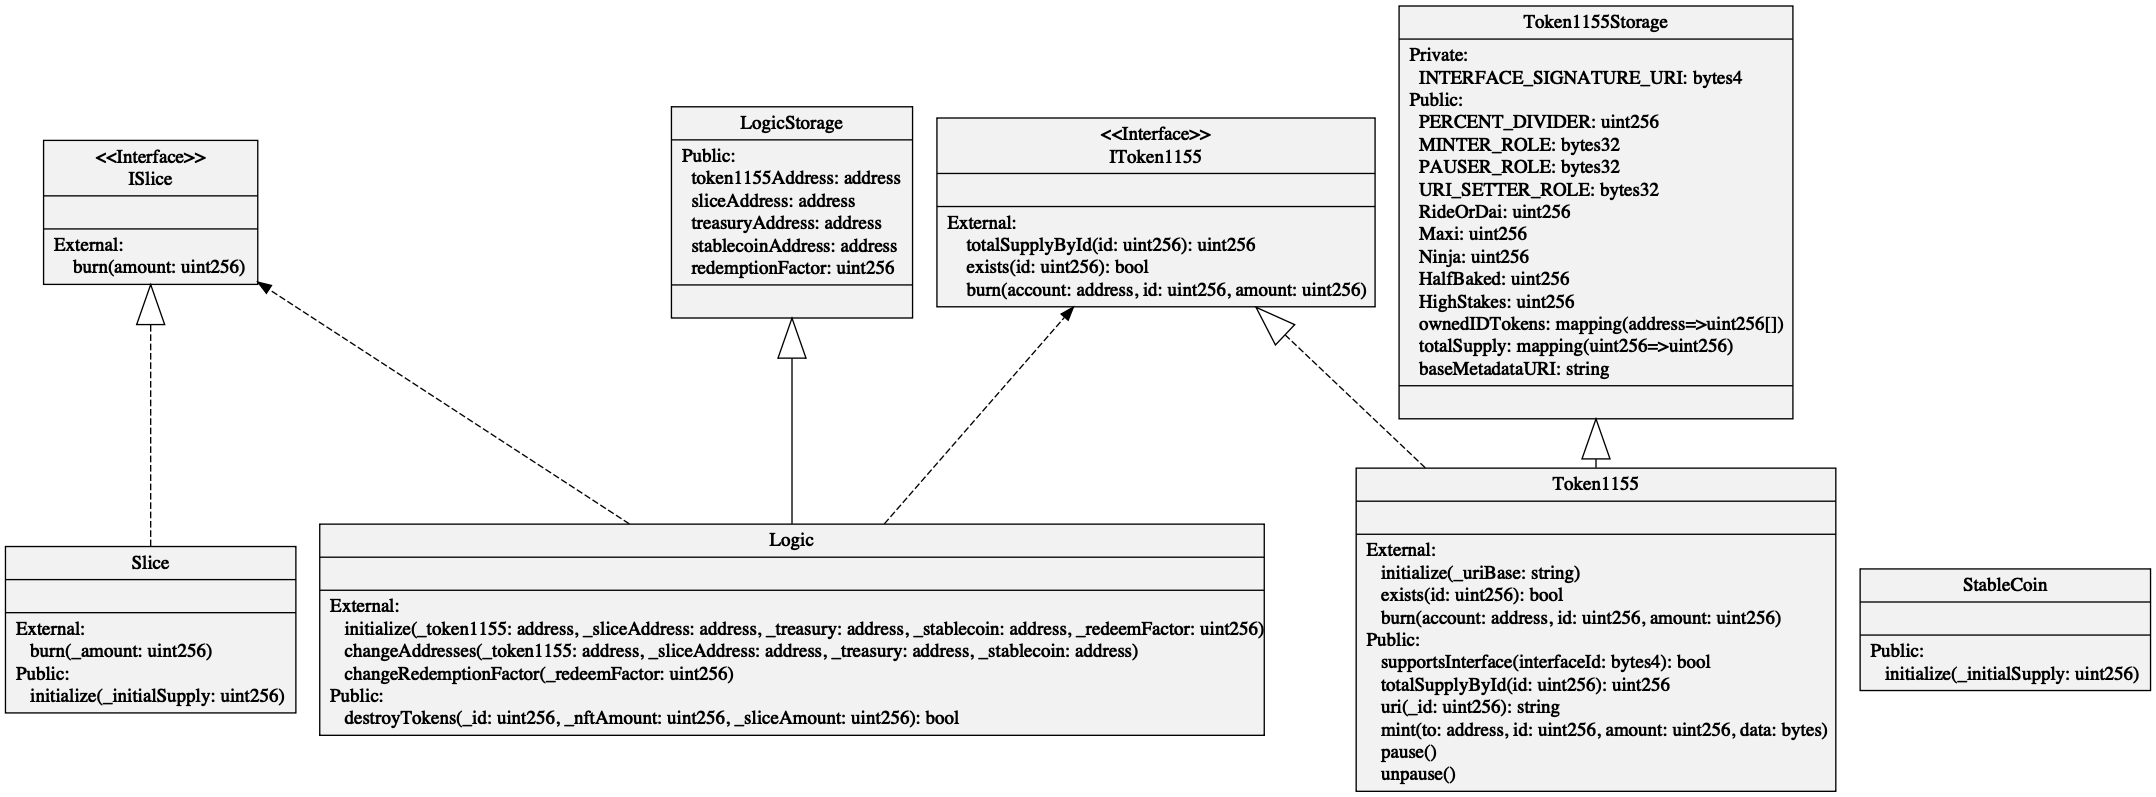 <<Interface>>
ISlice
External:
burn(amount: uint256)
LogicStorage
Public:
token1155Address: address
sliceAddress: address
treasuryAddress: address
stablecoinAddress: address
redemptionFactor: uint256
<<Interface>>
IToken1155
External:
totalSupplyById(id: uint256): uint256
exists(id: uint256): bool
burn(account: address, id: uint256, amount: uint256)
Token1155Storage
Private:
INTERFACE_SIGNATURE_URI: bytes4
Public:
PERCENT_DIVIDER: uint256
MINTER_ROLE: bytes32
PAUSER_ROLE: bytes32
URI_SETTER_ROLE: bytes32
RideOrDai: uint256
Maxi: uint256
Ninja: uint256
HalfBaked: uint256
HighStakes: uint256
ownedIDTokens: mapping(address=>uint256[])
totalSupply: mapping(uint256=>uint256)
baseMetadataURI: string
Slice
External:
burn(_amount: uint256)
Public:
initialize(_initialSupply: uint256)
Logic
External:
initialize(_token1155: address, _sliceAddress: address, _treasury: address, _stablecoin: address, _redeemFactor: uint256)
changeAddresses(_token1155: address, _sliceAddress: address, _treasury: address, _stablecoin: address)
changeRedemptionFactor(_redeemFactor: uint256)
Public:
destroyTokens(_id: uint256, _nftAmount: uint256, _sliceAmount: uint256): bool
Token1155
External:
initialize(_uriBase: string)
exists(id: uint256): bool
burn(account: address, id: uint256, amount: uint256)
Public:
supportsInterface(interfaceId: bytes4): bool
totalSupplyById(id: uint256): uint256
uri(_id: uint256): string
mint(to: address, id: uint256, amount: uint256, data: bytes)
pause()
unpause()
StableCoin
Public:
initialize(_initialSupply: uint256)